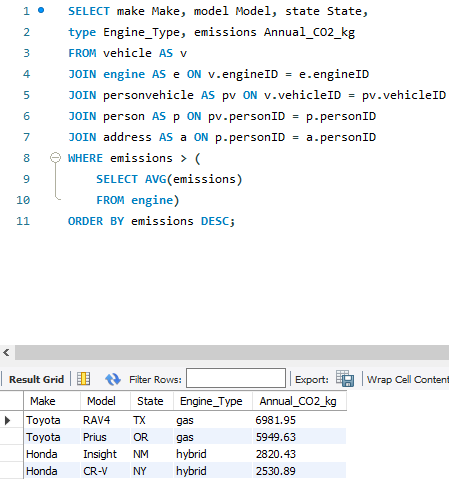 1 SELECT make Make, model Model, state State,
2 type Engine_Type, emissions Annual_CO2_kg
3 FROM vehicle AS v
4 JOIN engine AS e ON v.engineID = e.engineID
5 JOIN personvehicle AS pv ON v.vehicleID = pv.vehicleID
6 JOIN person AS p ON pv.personID = p.personID
7 JOIN address AS a ON p.personID = a.personID
8 WHERE emissions > (
9 SELECT AVG(emissions)
10 FROM engine)
11 ORDER BY emissions DESC;
Result Grid Filter Rows: Export: Wrap Cell Content
Make Model State Engine_Type Annual_CO2_kg
Toyota RAV4 TX gas 6981.95
Toyota Prius OR gas 5949.63
Honda Insight NM hybrid 2820.43
Honda CR-V NY hybrid 2530.89